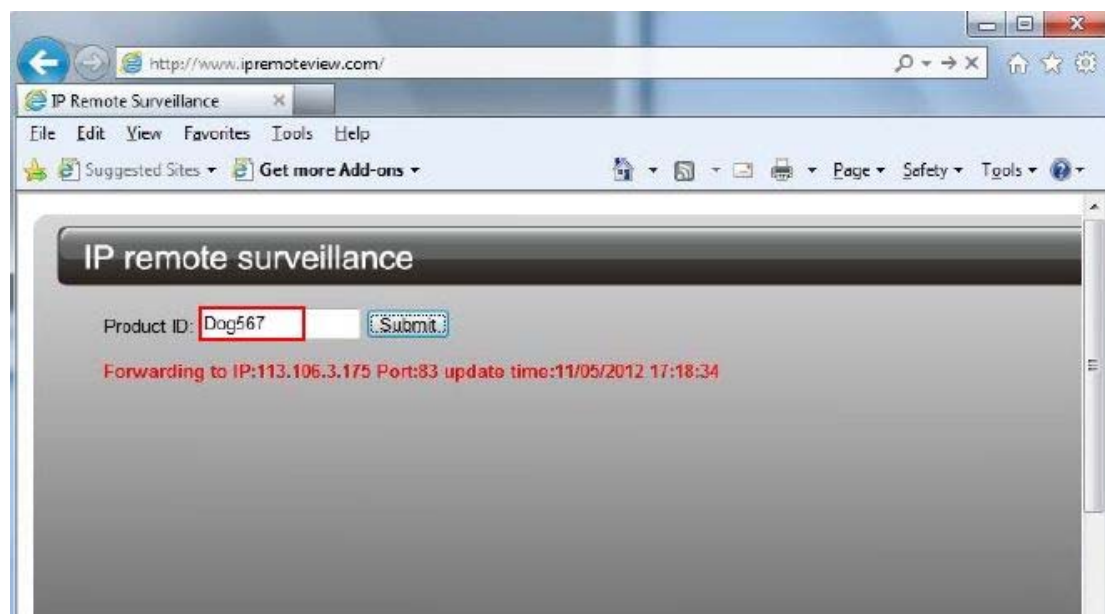 http://www.ipremoteview.com/
IP Remote Surveillance
File Edit View Favorites Tools Help
Suggested Sites Get more Add-ons Page Safety Tools
IP remote surveillance
Product ID: Dog567 Submit
Forwarding to IP:113.106.3.175 Port:83 update time:11/05/2012 17:18:34